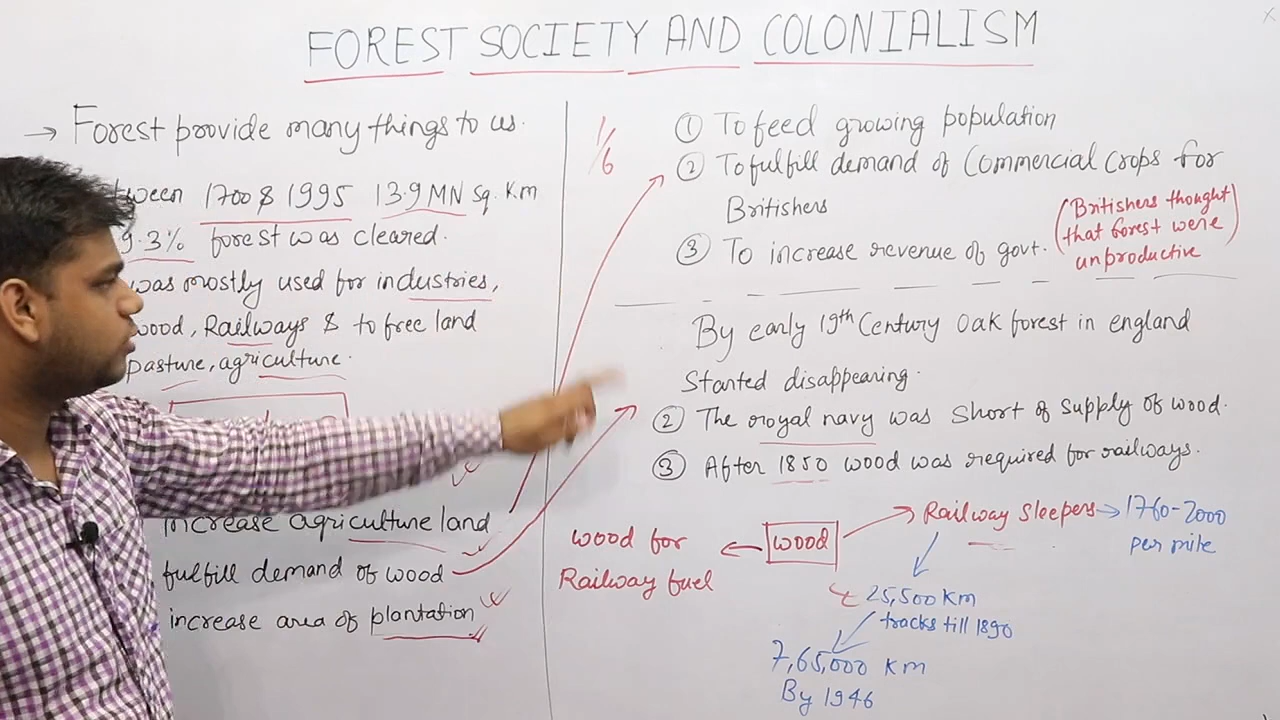 FOREST SOCIETY AND COLONIALISM
→ Forest provide many things to us.
1700 & 1995 13.9 MN Sq. Km
9.3% forest was cleared.
was mostly used for industries,
wood, Railways & to free land
pasture, agriculture.
increase agriculture land
fulfill demand of wood
increase area of plantation
1/6
① To feed growing population
② To fulfill demand of Commercial crops for
Britishers
③ To increase revenue of govt.
(Britishers thought
that forest were
unproductive)
By early 19th Century Oak forest in england
Started disappearing.
② The royal navy was Short of Supply of wood.
③ After 1850 wood was required for railways.
wood for
Railway fuel
wood
Railway Sleepers → 1760-2000
per mile
25,500 Km
tracks till 1890
7,65,000 Km
By 1946